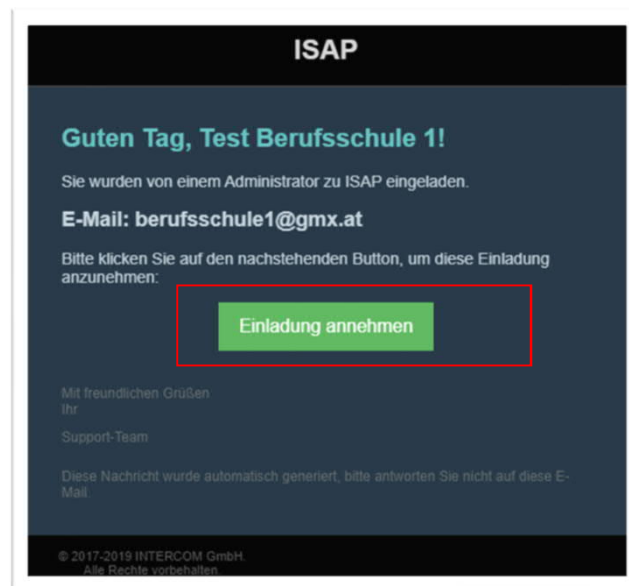 ISAP
Guten Tag, Test Berufsschule 1!
Sie wurden von einem Administrator zu ISAP eingeladen.
E-Mail: berufsschule1@gmx.at
Bitte klicken Sie auf den nachstehenden Button, um diese Einladung
anzunehmen:
Einladung annehmen
Mit freundlichen Grüßen
Ihr
Support-Team
Diese Nachricht wurde automatisch generiert, bitte antworten Sie nicht auf diese E-
Mail.
© 2017-2019 INTERCOM GmbH.
Alle Rechte vorbehalten.